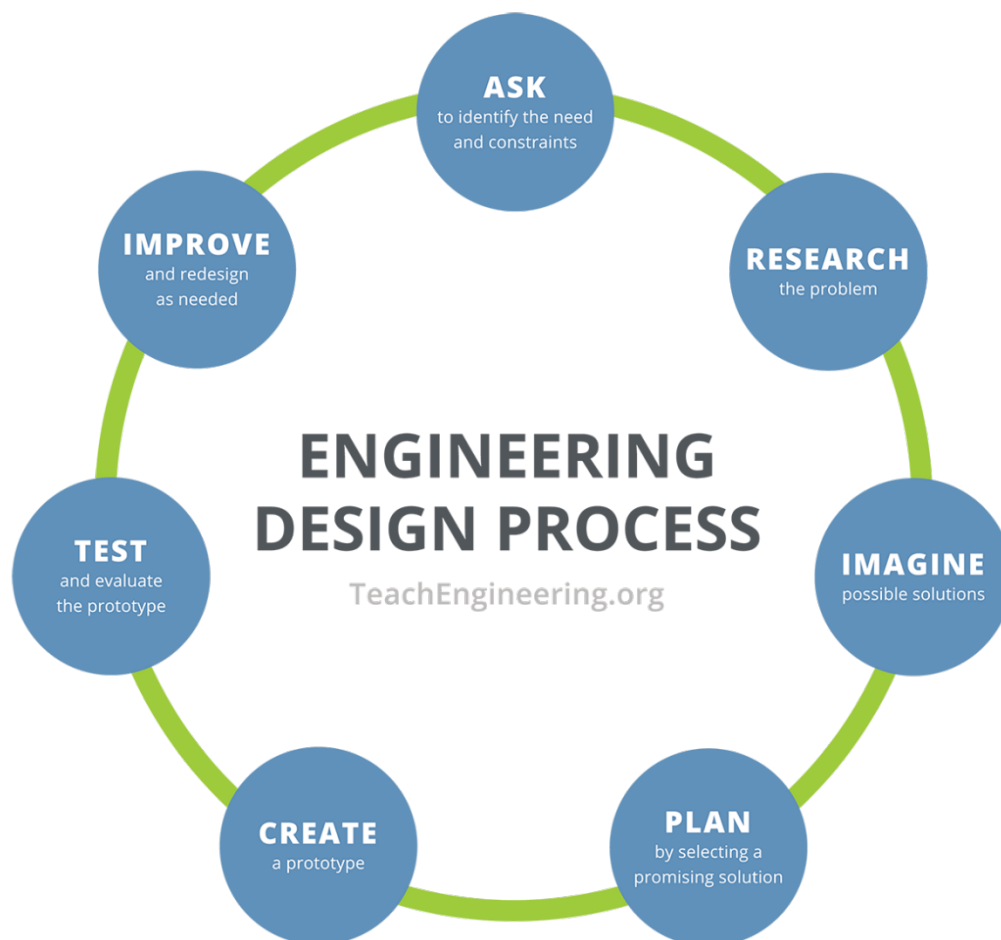 ASK
to identify the need
and constraints
RESEARCH
the problem
IMAGINE
possible solutions
PLAN
by selecting a
promising solution
CREATE
a prototype
TEST
and evaluate
the prototype
IMPROVE
and redesign
as needed
ENGINEERING
DESIGN PROCESS
TeachEngineering.org